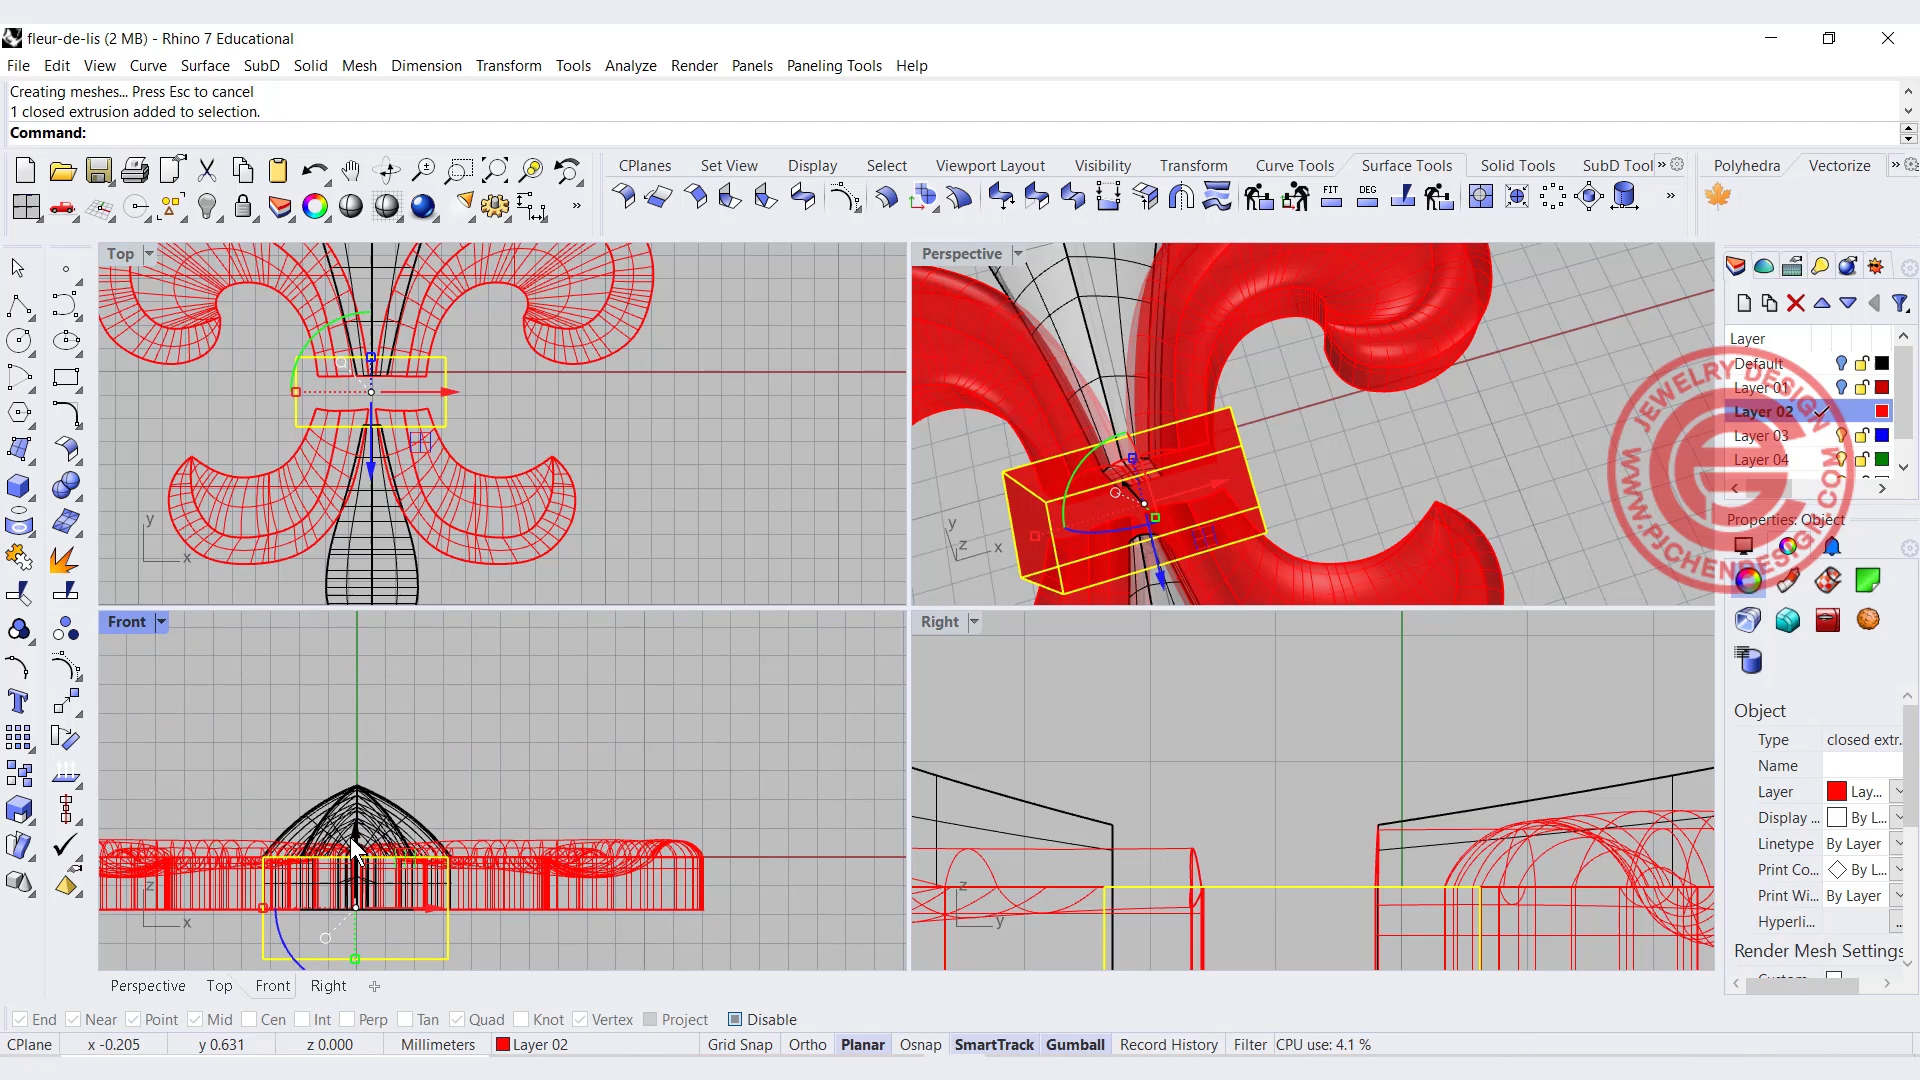 fleur-de-lis (2 MB) - Rhino 7 Educational
File Edit View Curve Surface SubD Solid Mesh Dimension Transform Tools Analyze Render Panels Paneling Tools Help
Creating meshes... Press Esc to cancel
1 closed extrusion added to selection.
Command:
CPlanes Set View Display Select Viewport Layout Visibility Transform Curve Tools Surface Tools Solid Tools SubD Tool » Polyhedra Vectorize »
FIT DEG
Top
Perspective
Layer
Default
Layer 01
Layer 02
Layer 03
Layer 04
JEWELRY DESIGN
WWW.PJCHENDESIGN.COM
Properties: Object
y
x
y
z
x
Front
Right
Object
Type closed extr...
Name
Layer Lay...
Display ... By L...
Linetype By Layer
Print Co... By L...
Print Wi... By Layer
Hyperli... ...
Render Mesh Settings
z
x
z
y
Perspective Top Front Right
End Near Point Mid Cen Int Perp Tan Quad Knot Vertex Project Disable
CPlane x -0.205 y 0.631 z 0.000 Millimeters Layer 02 Grid Snap Ortho Planar Osnap SmartTrack Gumball Record History Filter CPU use: 4.1 %